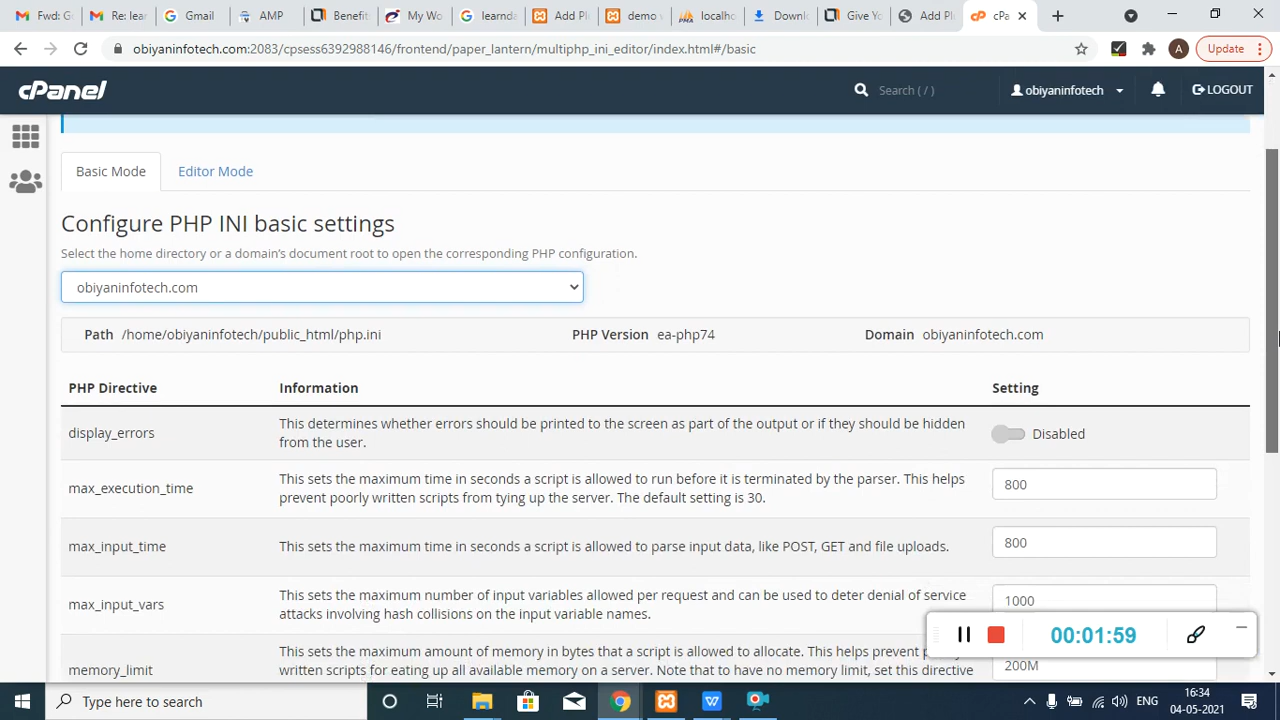 Fwd: G
Re: lea
Gmail
AMP
Benefit
My Wo
learnda
Add Pl
demo w
localho
Downl
Give Yo
Add Pl
cPa
obiyaninfotech.com:2083/cpsess6392988146/frontend/paper_lantern/multiphp_ini_editor/index.html#/basic
A
Update
cPanel
Search ( / )
obiyaninfotech
LOGOUT
Basic Mode
Editor Mode
Configure PHP INI basic settings
Select the home directory or a domain's document root to open the corresponding PHP configuration.
obiyaninfotech.com
Path /home/obiyaninfotech/public_html/php.ini
PHP Version ea-php74
Domain obiyaninfotech.com
PHP Directive Information Setting
display_errors
This determines whether errors should be printed to the screen as part of the output or if they should be hidden
from the user.
Disabled
max_execution_time
This sets the maximum time in seconds a script is allowed to run before it is terminated by the parser. This helps
prevent poorly written scripts from tying up the server. The default setting is 30.
800
max_input_time
This sets the maximum time in seconds a script is allowed to parse input data, like POST, GET and file uploads.
800
max_input_vars
This sets the maximum number of input variables allowed per request and can be used to deter denial of service
attacks involving hash collisions on the input variable names.
1000
memory_limit
This sets the maximum amount of memory in bytes that a script is allowed to allocate. This helps prevent
written scripts for eating up all available memory on a server. Note that to have no memory limit, set this directive
200M
00:01:59
Type here to search
ENG
16:34
04-05-2021